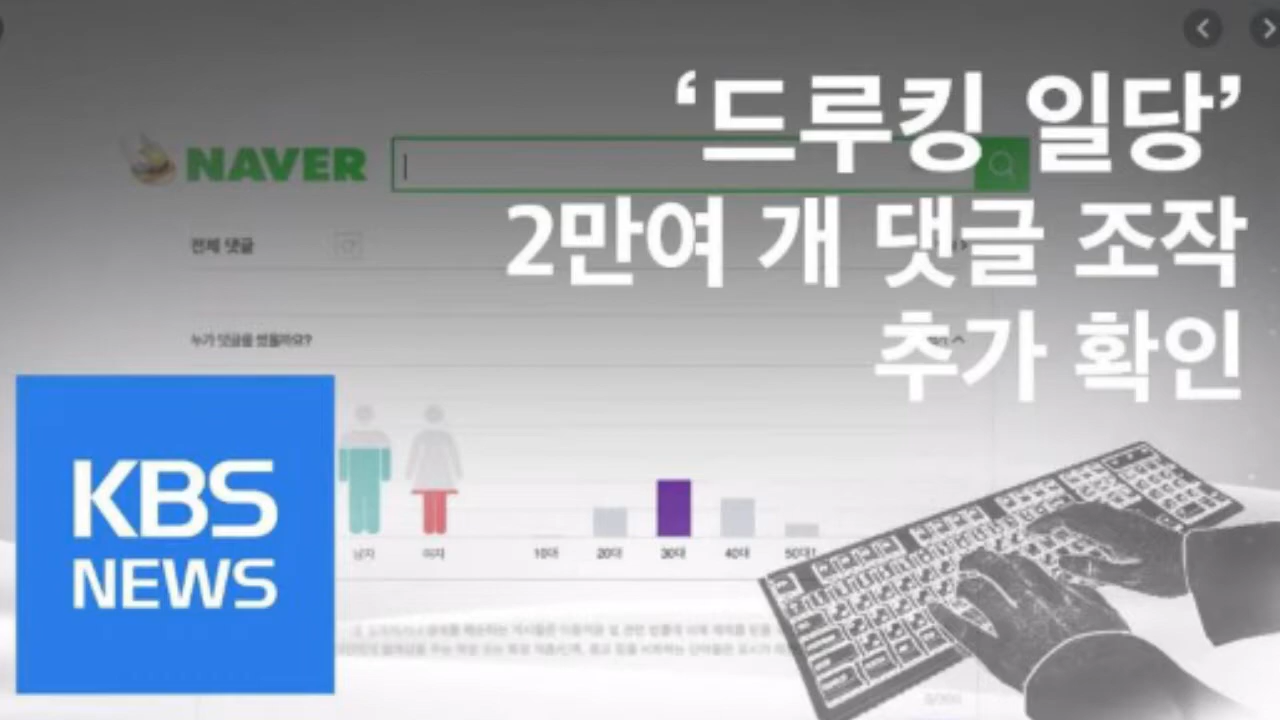 ‘드루킹 일당’
NAVER
2만여 개 댓글 조작
전체 댓글
추가 확인
누가 댓글을 썼을까요?
KBS
NEWS
남자 여자 10대 20대 30대 40대 50대↑